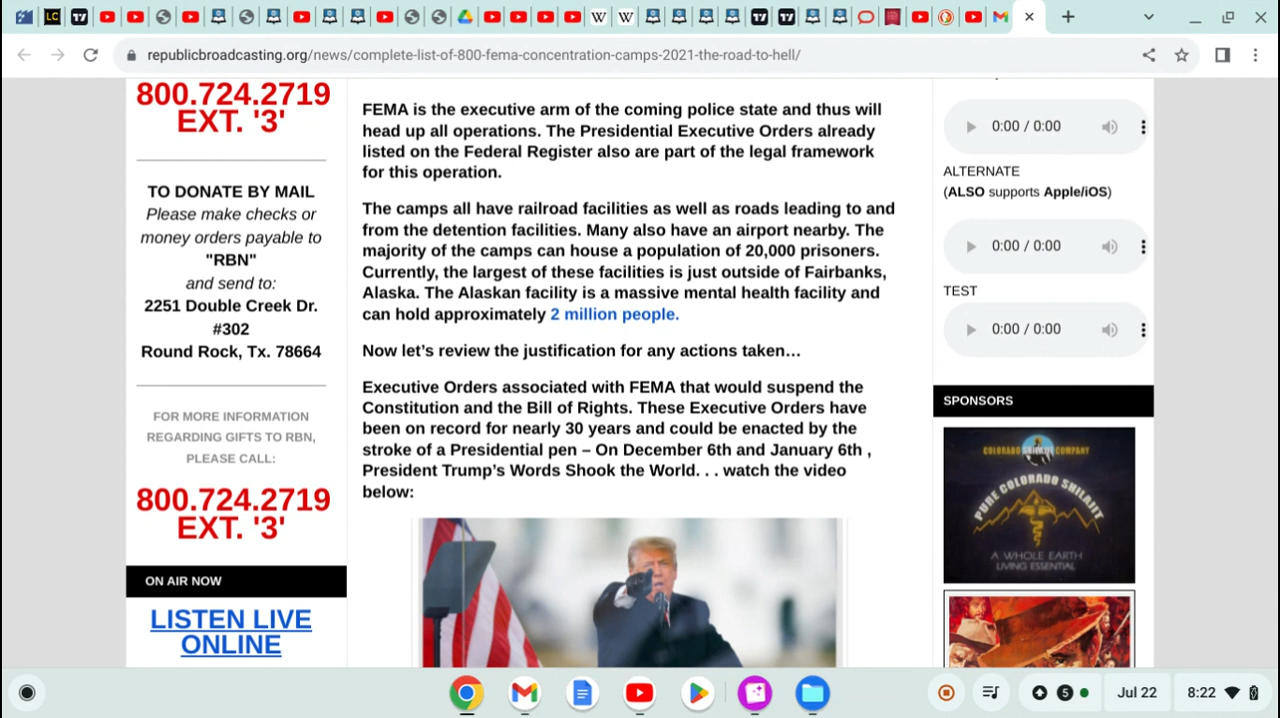 LC
17
W
W
17
17
republicbroadcasting.org/news/complete-list-of-800-fema-concentration-camps-2021-the-road-to-hell/
800.724.2719
EXT. '3'
TO DONATE BY MAIL
Please make checks or
money orders payable to
"RBN"
and send to:
2251 Double Creek Dr.
#302
Round Rock, Tx. 78664
FOR MORE INFORMATION
REGARDING GIFTS TO RBN,
PLEASE CALL:
800.724.2719
EXT. '3'
ON AIR NOW
LISTEN LIVE
ONLINE
FEMA is the executive arm of the coming police state and thus will
head up all operations. The Presidential Executive Orders already
listed on the Federal Register also are part of the legal framework
for this operation.
The camps all have railroad facilities as well as roads leading to and
from the detention facilities. Many also have an airport nearby. The
majority of the camps can house a population of 20,000 prisoners.
Currently, the largest of these facilities is just outside of Fairbanks,
Alaska. The Alaskan facility is a massive mental health facility and
can hold approximately 2 million people.
Now let’s review the justification for any actions taken…
Executive Orders associated with FEMA that would suspend the
Constitution and the Bill of Rights. These Executive Orders have
been on record for nearly 30 years and could be enacted by the
stroke of a Presidential pen – On December 6th and January 6th ,
President Trump’s Words Shook the World. . . watch the video
below:
0:00 / 0:00
ALTERNATE
(ALSO supports Apple/iOS)
0:00 / 0:00
TEST
0:00 / 0:00
SPONSORS
COLORADO SHILAJIT COMPANY
PURE COLORADO SHILAJIT
A WHOLE EARTH
LIVING ESSENTIAL
5
Jul 22
8:22